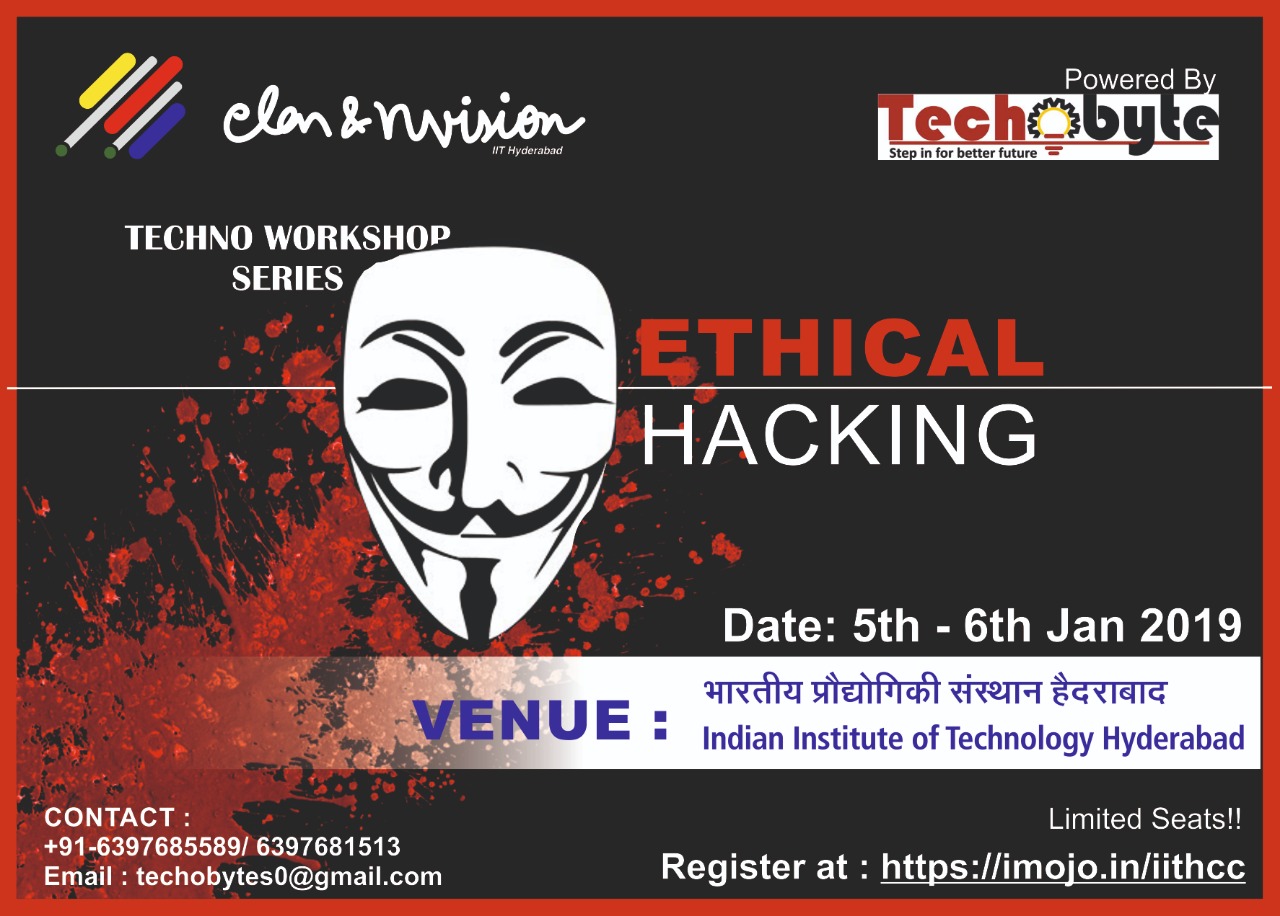 elan & nvision
IIT Hyderabad
Powered By
Techobyte
Step in for better future
TECHNO WORKSHOP
SERIES
ETHICAL
HACKING
Date: 5th - 6th Jan 2019
VENUE :
भारतीय प्रौद्योगिकी संस्थान हैदराबाद
Indian Institute of Technology Hyderabad
CONTACT :
+91-6397685589/ 6397681513
Email : techobytes0@gmail.com
Limited Seats!!
Register at : https://imojo.in/iithcc